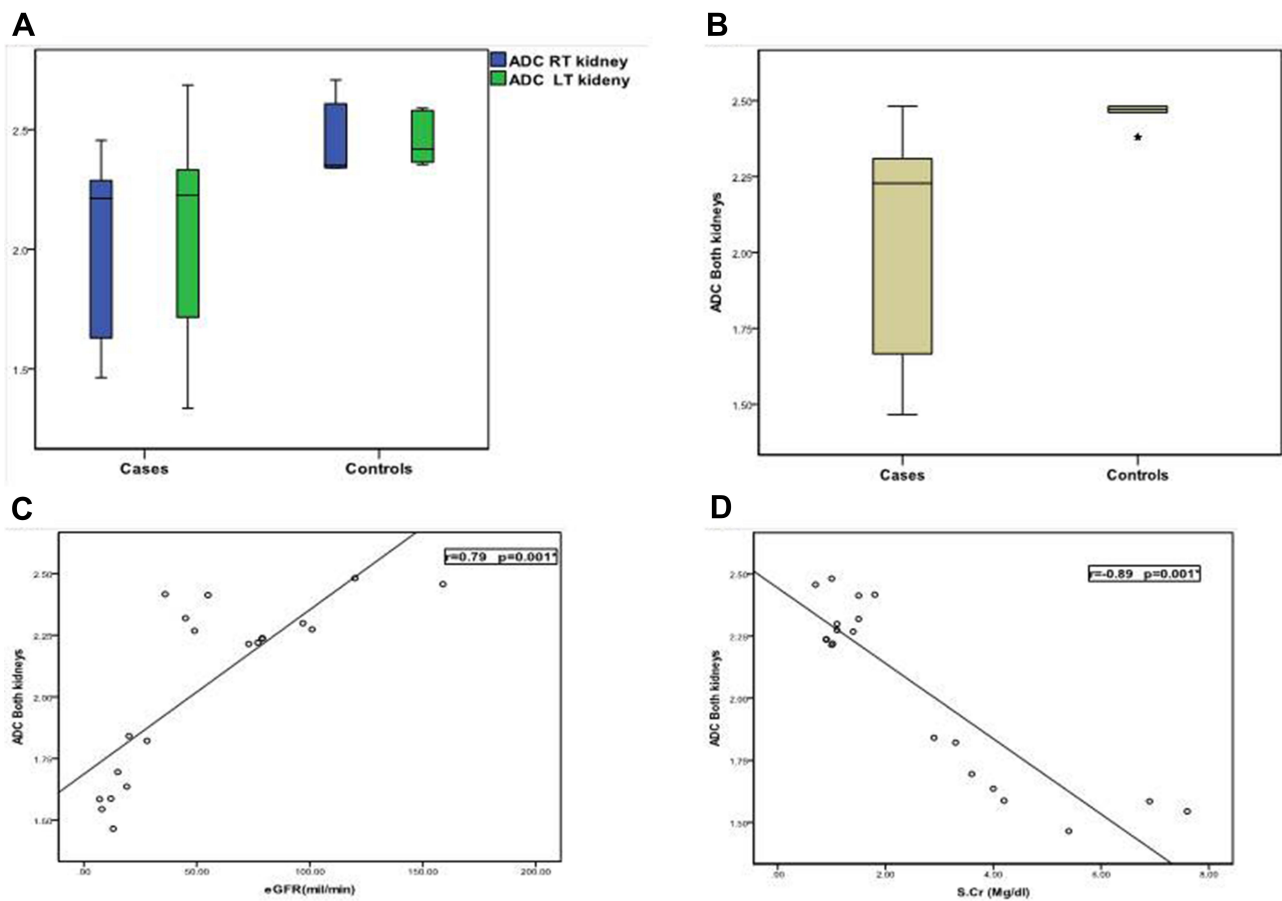 A
ADC RT kidney
ADC LT kideny
2.5
2.0
1.5
Cases Controls
B
ADC Both kidneys
2.50
2.25
2.00
1.75
1.50
Cases Controls
C
r=0.79 p=0.001*
ADC Both kidneys
2.50
2.25
2.00
1.75
1.50
.00 50.00 100.00 150.00 200.00
eGFR(mil/min)
D
r=-0.89 p=0.001*
ADC Both kidneys
2.50
2.25
2.00
1.75
1.50
.00 2.00 4.00 6.00 8.00
S.Cr (Mg/dl)